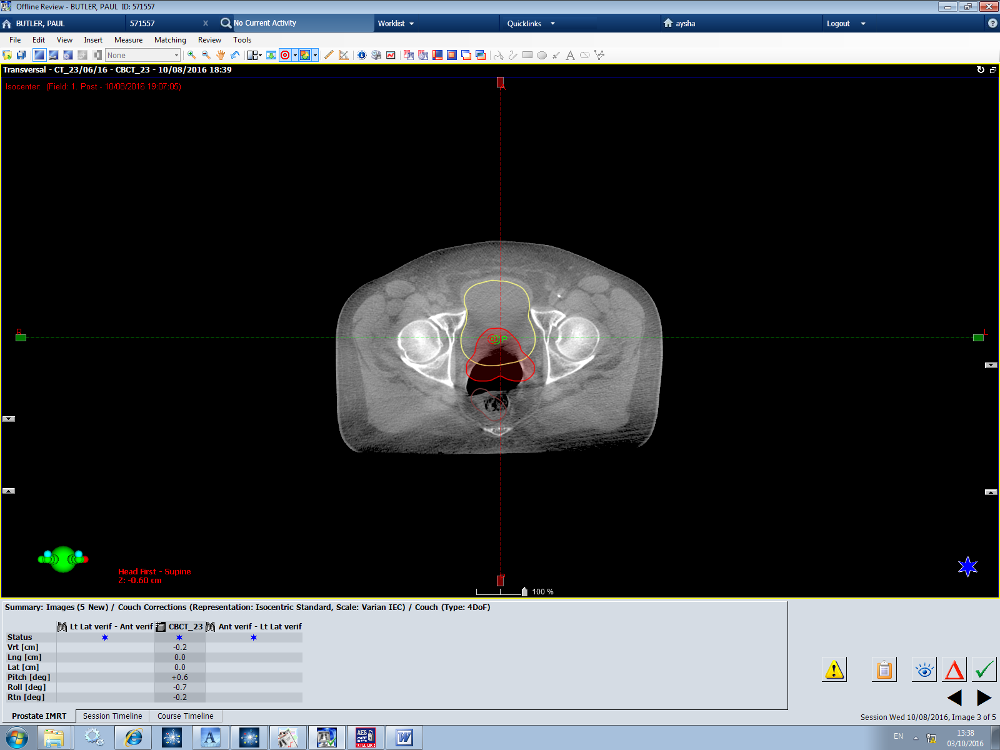 Offline Review - BUTLER, PAUL ID: 571557
BUTLER, PAUL 571557 x No Current Activity Worklist Quicklinks aysha Logout ?
File Edit View Insert Measure Matching Review Tools
None
Transversal - CT_23/06/16 - CBCT_23 - 10/08/2016 18:39
Isocenter: (Field: 1, Post - 10/08/2016 19:07:05)
A
R
L
P
Head First - Supine
Z: -0.60 cm
100 %
Summary: Images (5 New) / Couch Corrections (Representation: Isocentric Standard, Scale: Varian IEC) / Couch (Type: 4DoF)
Lt Lat verif - Ant verif CBCT_23 Ant verif - Lt Lat verif
Status
Vrt [cm] -0.2
Lng [cm] 0.0
Lat [cm] 0.0
Pitch [deg] +0.6
Roll [deg] -0.7
Rtn [deg] -0.2
Prostate IMRT Session Timeline Course Timeline
Session Wed 10/08/2016, Image 3 of 5
EN 13:38
03/10/2016